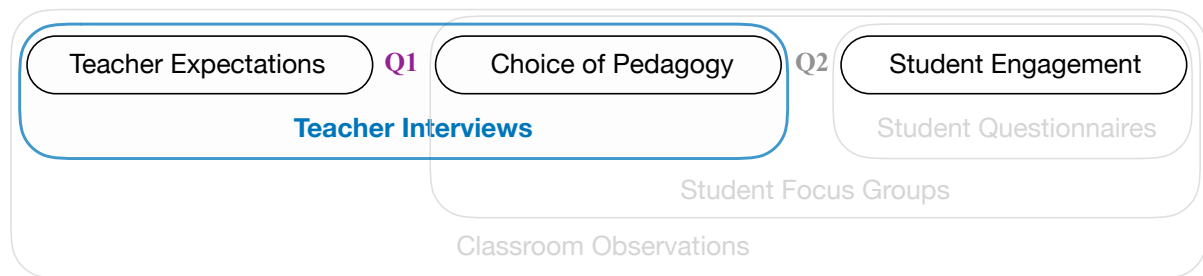 Teacher Expectations Q1 Choice of Pedagogy Q2 Student Engagement
Teacher Interviews Student Questionnaires
Student Focus Groups
Classroom Observations